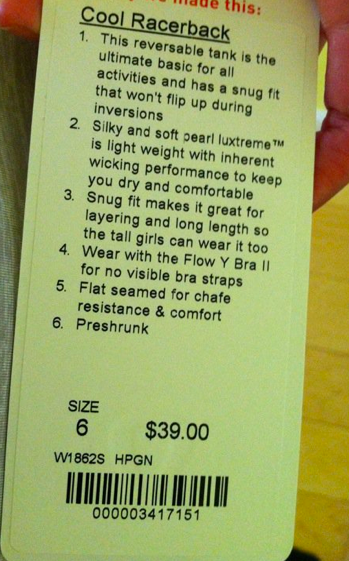 made this:
Cool Racerback
1. This reversable tank is the
ultimate basic for all
activities and has a snug fit
that won't flip up during
inversions
2. Silky and soft pearl luxtreme™
is light weight with inherent
wicking performance to keep
you dry and comfortable
3. Snug fit makes it great for
layering and long length so
the tall girls can wear it too
4. Wear with the Flow Y Bra II
for no visible bra straps
5. Flat seamed for chafe
resistance & comfort
6. Preshrunk
SIZE
6 $39.00
W1862S HPGN
000003417151